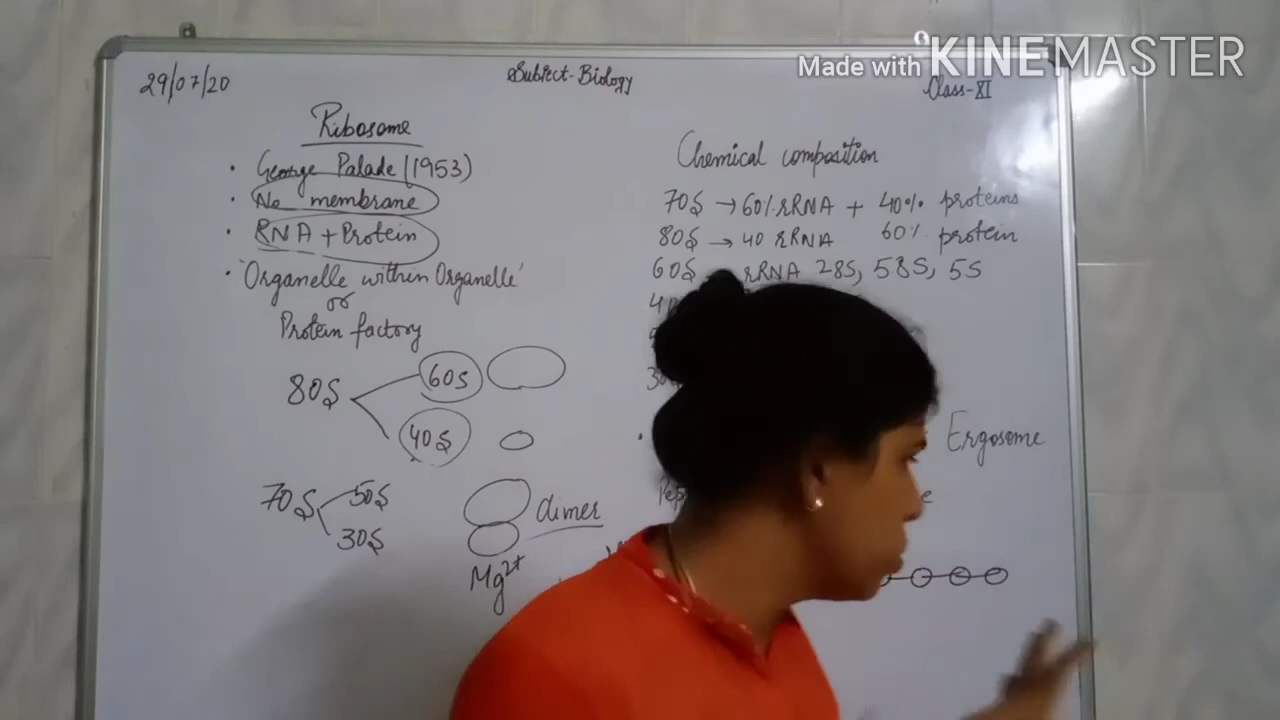 Made with KINEMASTER
29/07/20
Subject-Biology
Class-XI
Ribosome
• George Palade (1953)
• No membrane
• RNA + Protein
• 'Organelle within Organelle'
or
Protein factory
80S
60S
40S
70S
50S
30S
dimer
Mg2+
Chemical composition
70S → 60% rRNA + 40% proteins
80S → 40 rRNA 60% protein
60S rRNA 28S, 58S, 5S
Ergosome